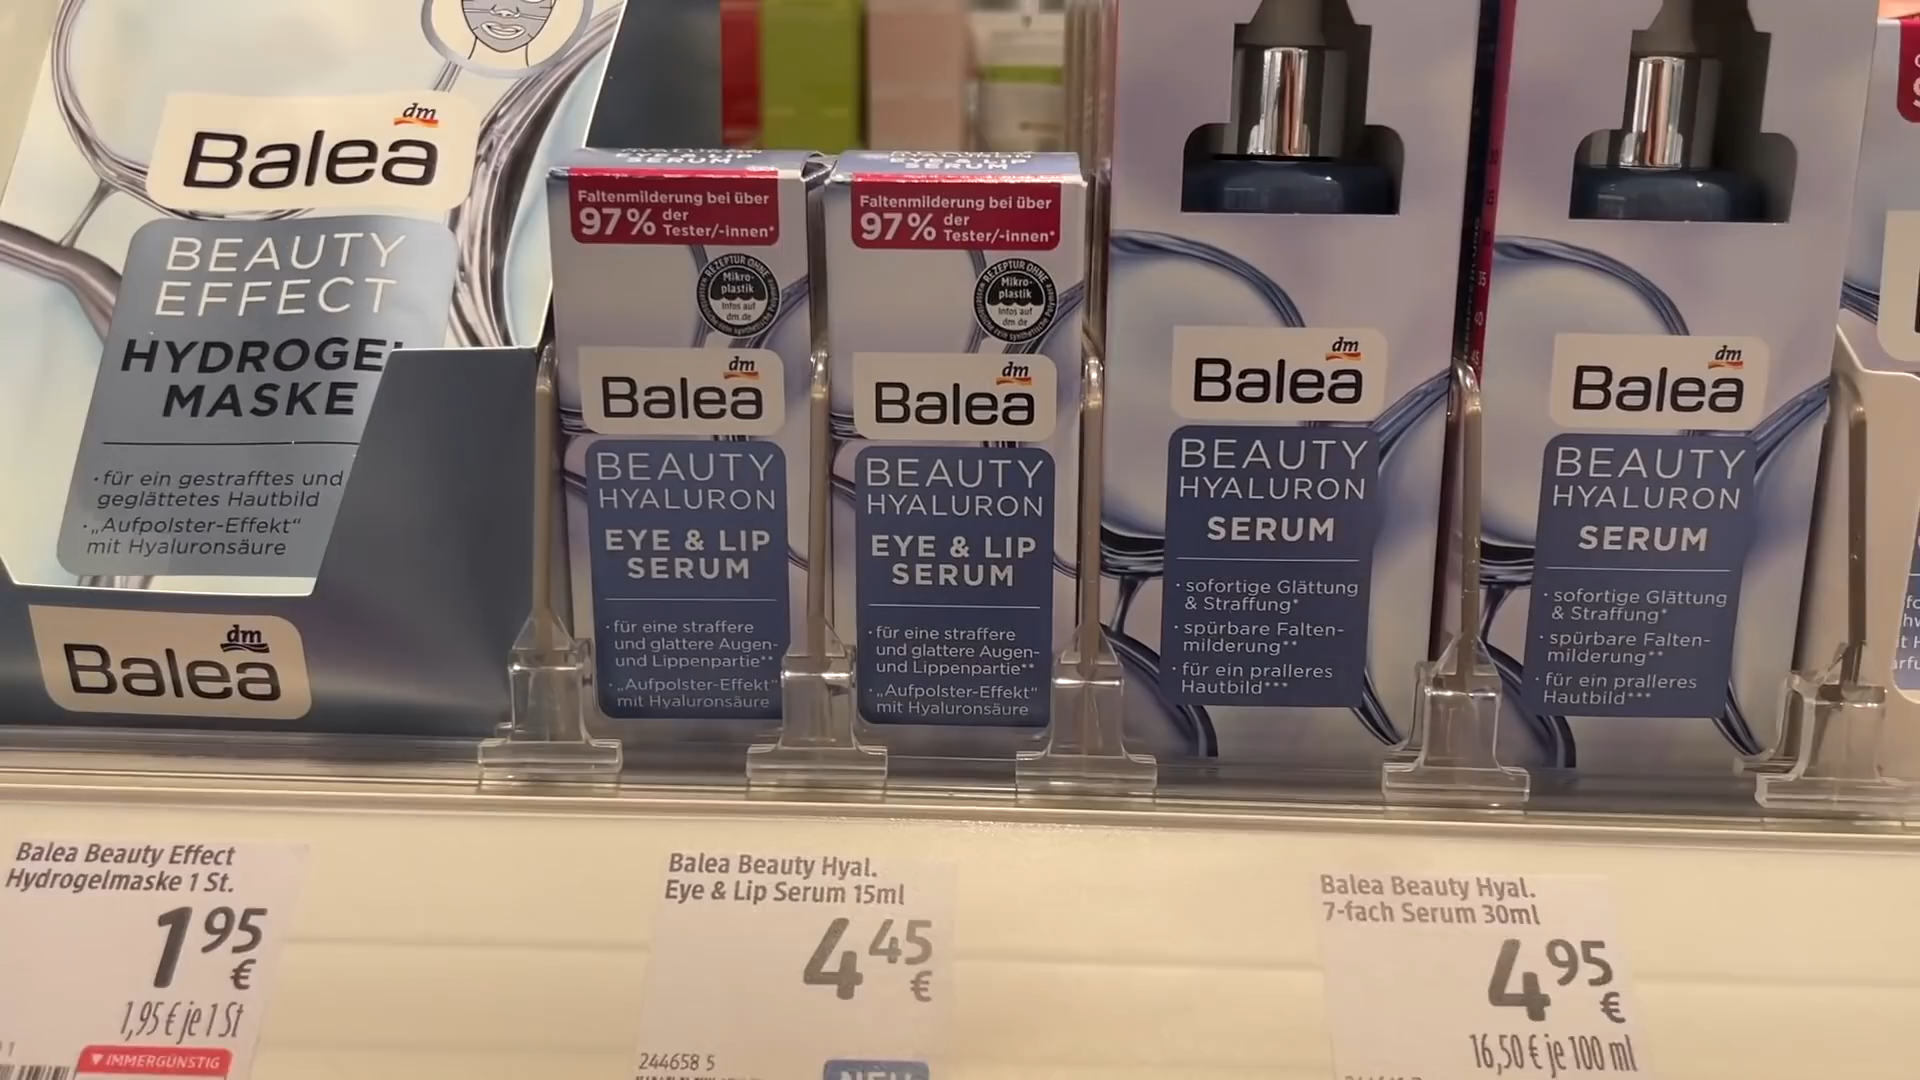 dm
Balea
BEAUTY
EFFECT
HYDROGEL
MASKE
· für ein gestrafftes und
geglättetes Hautbild
· „Aufpolster-Effekt“
mit Hyaluronsäure
dm
Balea
EYE & LIP
SERUM
Faltenmilderung bei über
97% der
Tester/-innen*
REZEPTUR OHNE
Mikro-
plastik
Infos auf
dm.de
dm
Balea
BEAUTY
HYALURON
EYE & LIP
SERUM
· für eine straffere
und glattere Augen-
und Lippenpartie**
· „Aufpolster-Effekt“
mit Hyaluronsäure
EYE & LIP
SERUM
Faltenmilderung bei über
97% der
Tester/-innen*
REZEPTUR OHNE
Mikro-
plastik
Infos auf
dm.de
dm
Balea
BEAUTY
HYALURON
EYE & LIP
SERUM
· für eine straffere
und glattere Augen-
und Lippenpartie**
· „Aufpolster-Effekt“
mit Hyaluronsäure
dm
Balea
BEAUTY
HYALURON
SERUM
· sofortige Glättung
& Straffung*
· spürbare Falten-
milderung**
· für ein pralleres
Hautbild***
dm
Balea
BEAUTY
HYALURON
SERUM
· sofortige Glättung
& Straffung*
· spürbare Falten-
milderung**
· für ein pralleres
Hautbild***
Balea Beauty Effect
Hydrogelmaske 1 St.
1 95
€
1,95 € je 1 St
IMMERGÜNSTIG
Balea Beauty Hyal.
Eye & Lip Serum 15ml
4 45
€
244658 5
NEU
Balea Beauty Hyal.
7-fach Serum 30ml
4 95
€
16,50 € je 100 ml